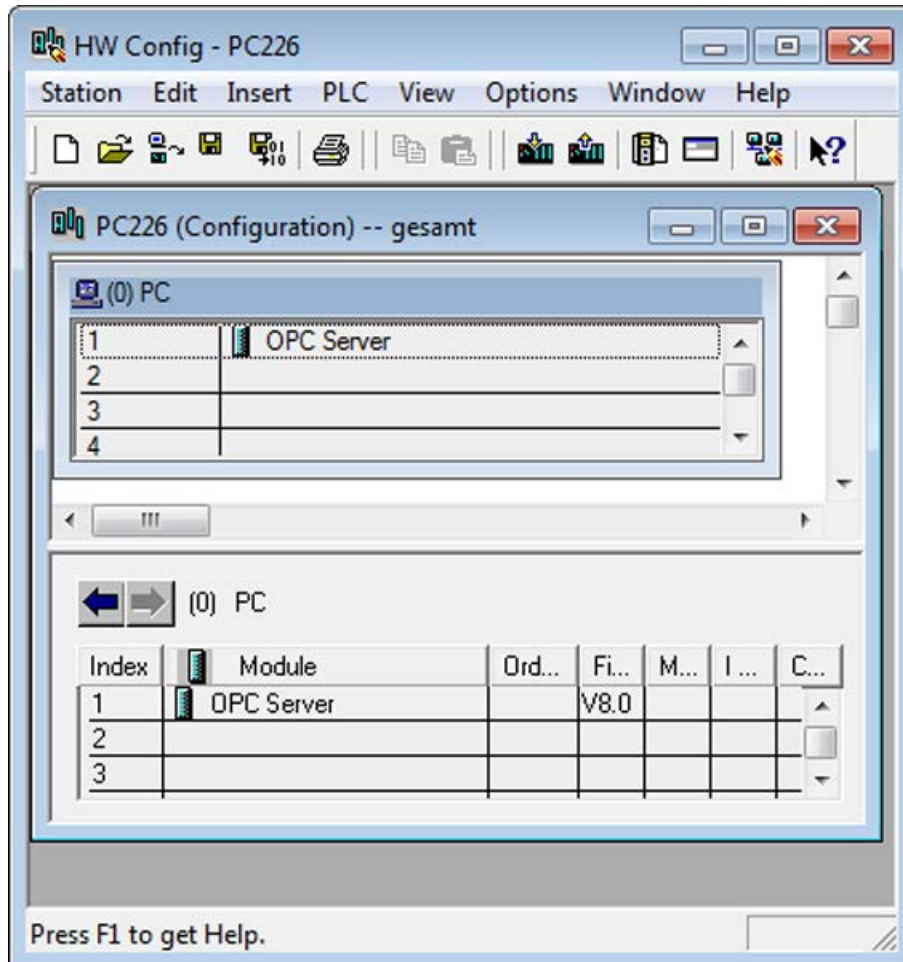 HW Config - PC226
Station Edit Insert PLC View Options Window Help
PC226 (Configuration) -- gesamt
(0) PC
1 OPC Server
2
3
4
(0) PC
Index Module Ord... Fi... M... I ... C...
1 OPC Server V8.0
2
3
Press F1 to get Help.